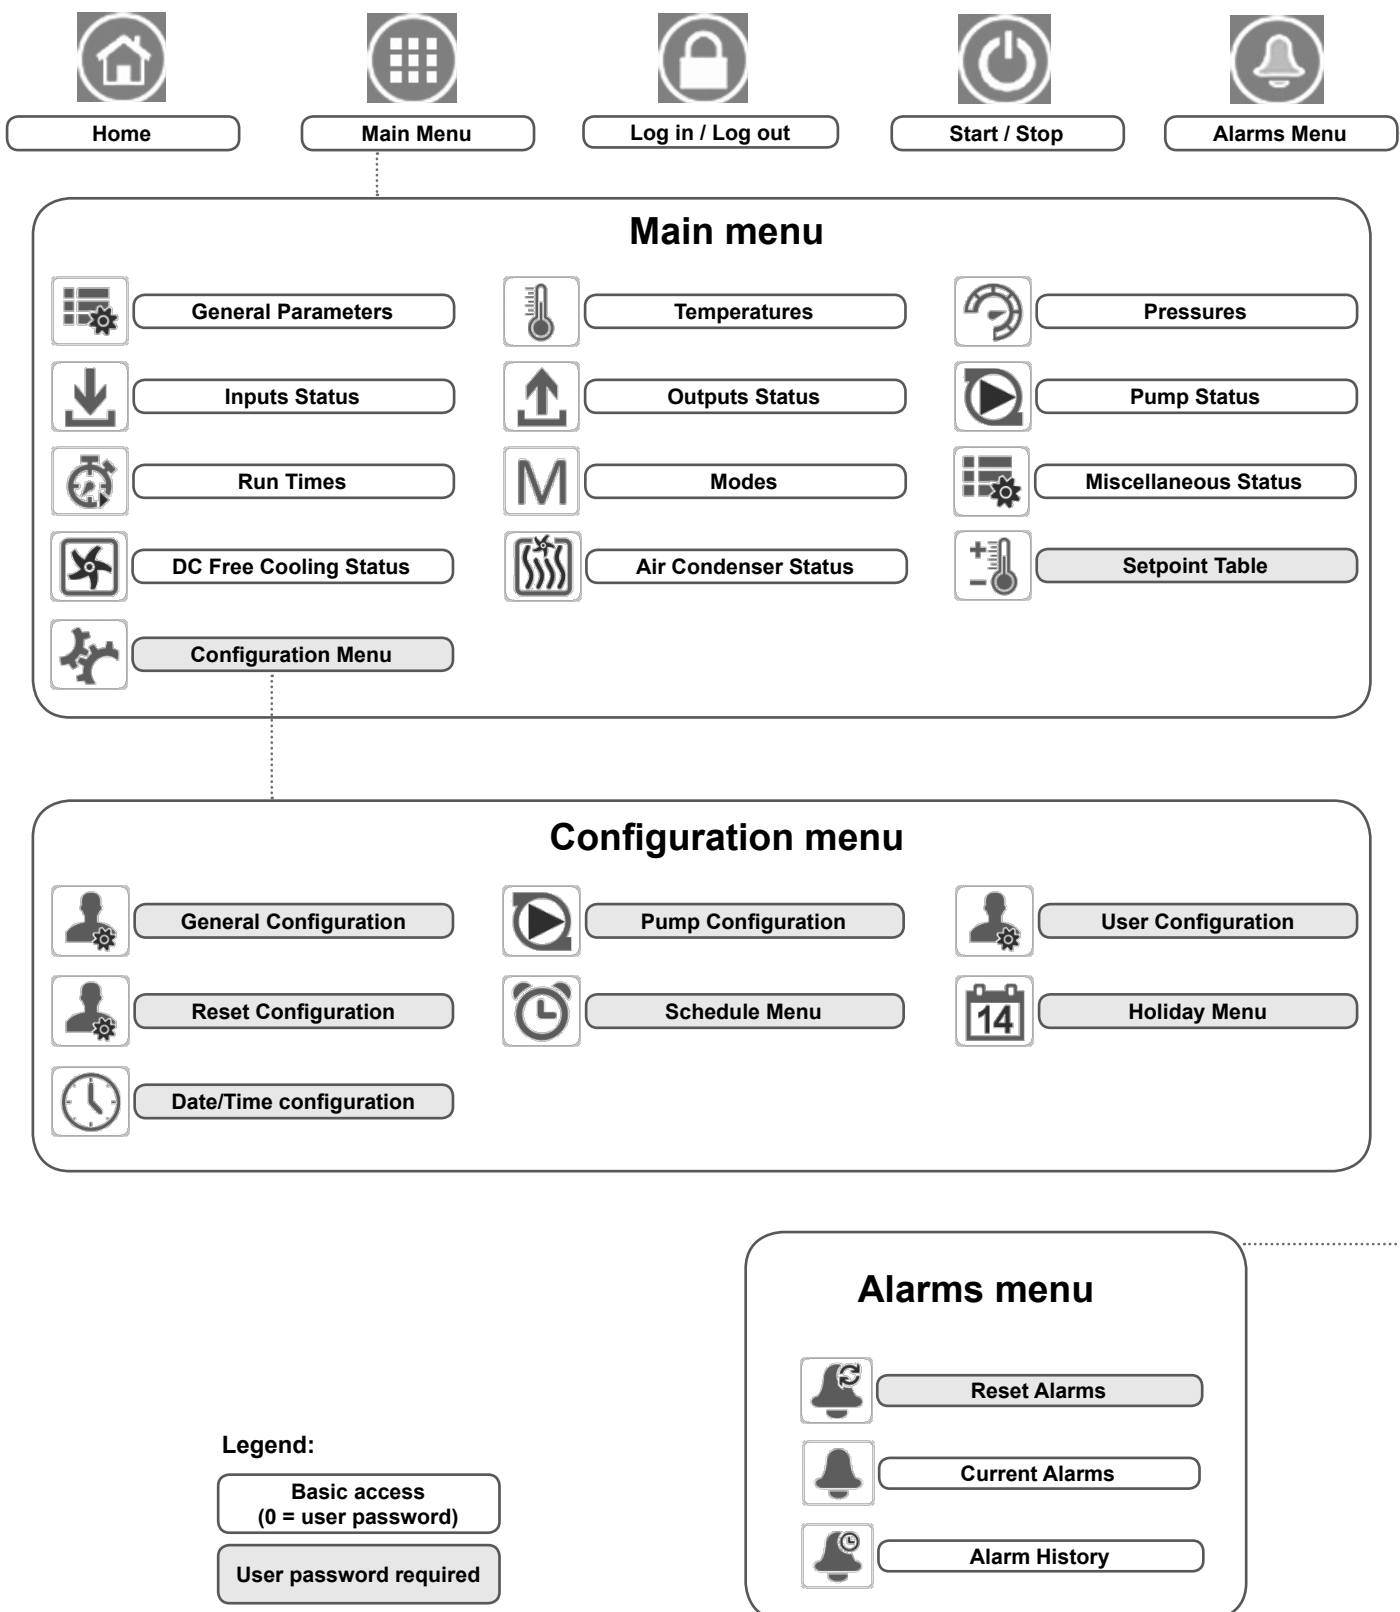 Home
Main Menu
Log in / Log out
Start / Stop
Alarms Menu
Main menu
General Parameters
Temperatures
Pressures
Inputs Status
Outputs Status
Pump Status
Run Times
M
Modes
Miscellaneous Status
DC Free Cooling Status
Air Condenser Status
Setpoint Table
Configuration Menu
Configuration menu
General Configuration
Pump Configuration
User Configuration
Reset Configuration
Schedule Menu
14
Holiday Menu
Date/Time configuration
Alarms menu
Reset Alarms
Current Alarms
Alarm History
Legend:
Basic access
(0 = user password)
User password required